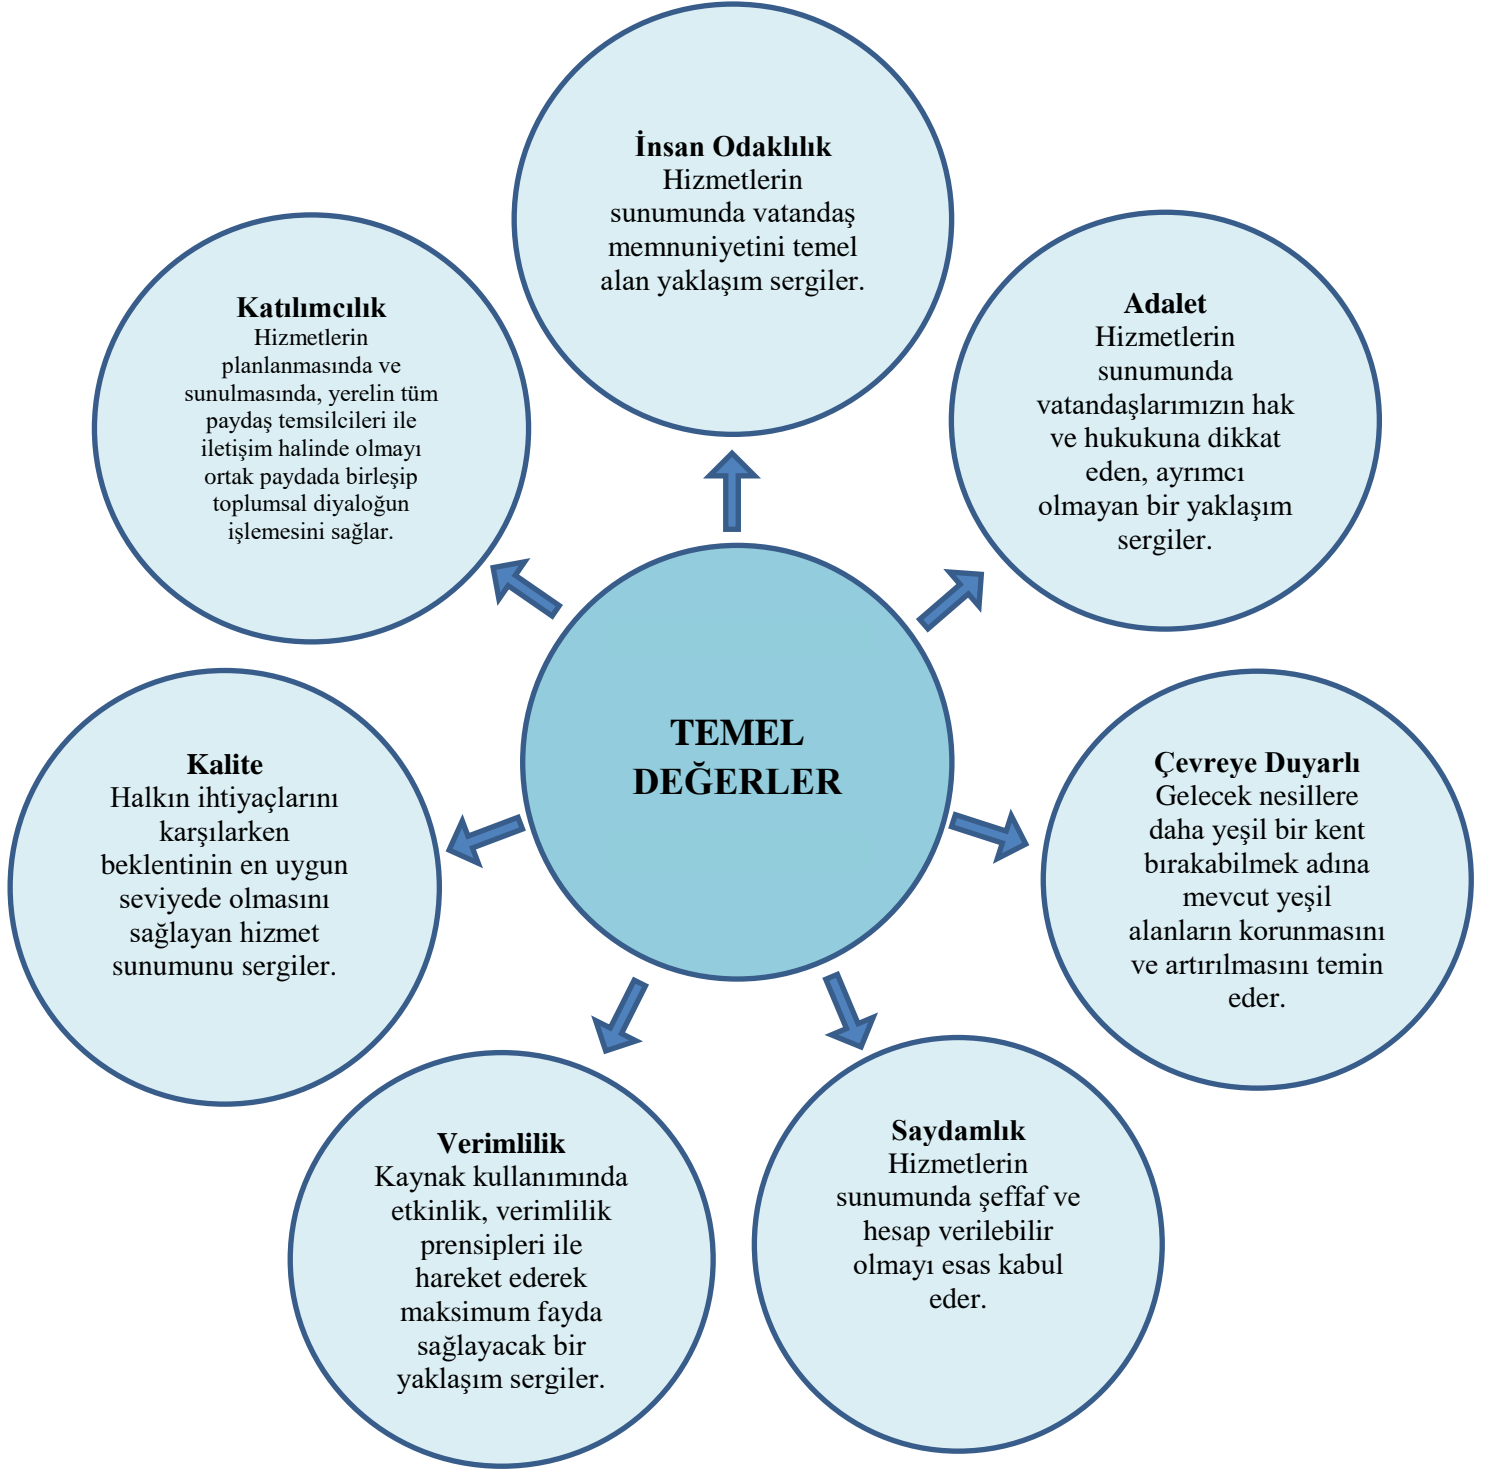 İnsan Odaklılık
Hizmetlerin
sunumunda vatandaş
memnuniyetini temel
alan yaklaşım sergiler.
Adalet
Hizmetlerin
sunumunda
vatandaşlarımızın hak
ve hukukuna dikkat
eden, ayrımcı
olmayan bir yaklaşım
sergiler.
Katılımcılık
Hizmetlerin
planlanmasında ve
sunulmasında, yerelin tüm
paydaş temsilcileri ile
iletişim halinde olmayı
ortak paydada birleşip
toplumsal diyaloğun
işlemesini sağlar.
TEMEL
DEĞERLER
Kalite
Halkın ihtiyaçlarını
karşılarken
beklentinin en uygun
seviyede olmasını
sağlayan hizmet
sunumunu sergiler.
Çevreye Duyarlı
Gelecek nesillere
daha yeşil bir kent
bırakabilmek adına
mevcut yeşil
alanların korunmasını
ve artırılmasını temin
eder.
Verimlilik
Kaynak kullanımında
etkinlik, verimlilik
prensipleri ile
hareket ederek
maksimum fayda
sağlayacak bir
yaklaşım sergiler.
Saydamlık
Hizmetlerin
sunumunda şeffaf ve
hesap verilebilir
olmayı esas kabul
eder.